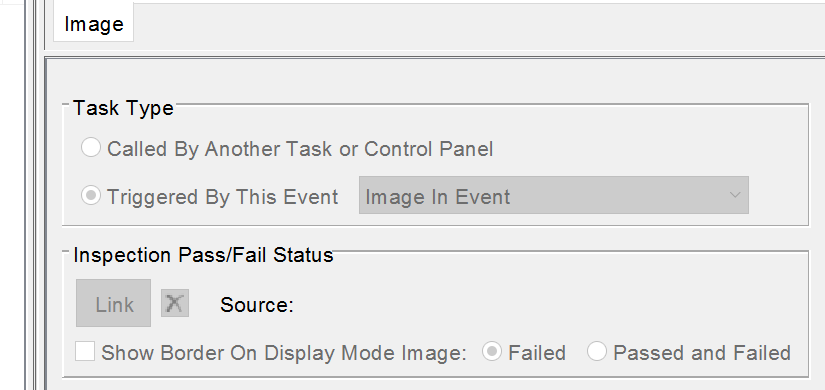 Image
Task Type
Called By Another Task or Control Panel
Triggered By This Event Image In Event
Inspection Pass/Fail Status
Link X Source:
Show Border On Display Mode Image: Failed Passed and Failed